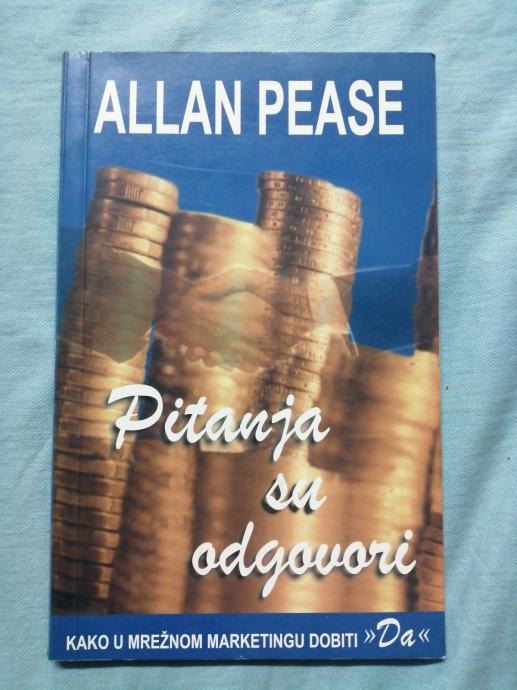 ALLAN PEASE
Pitanja
su
odgovori
KAKO U MREŽNOM MARKETINGU DOBITI »Da«